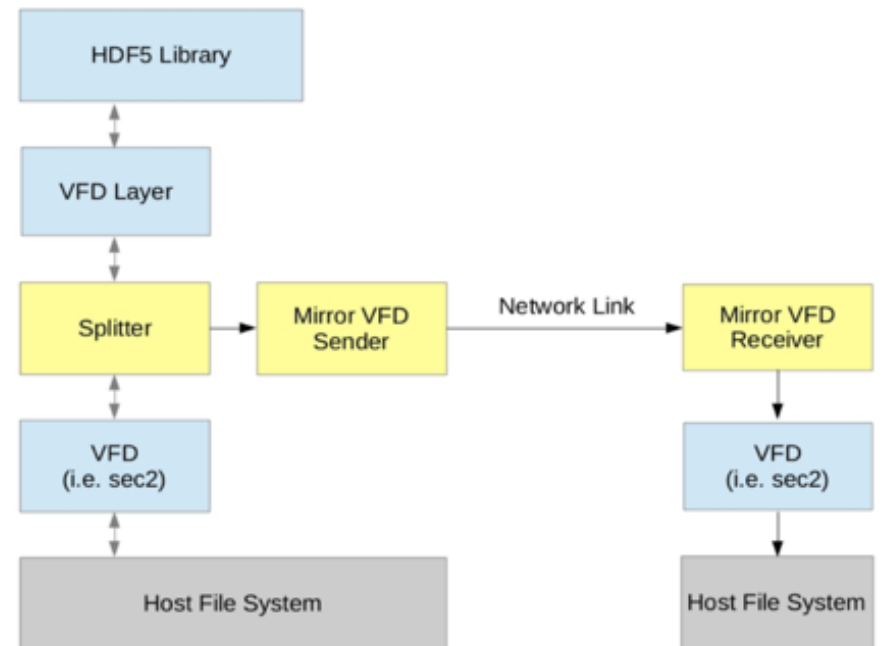 HDF5 Library
VFD Layer
Splitter
Mirror VFD
Sender
Network Link
Mirror VFD
Receiver
VFD
(i.e. sec2)
VFD
(i.e. sec2)
Host File System
Host File System